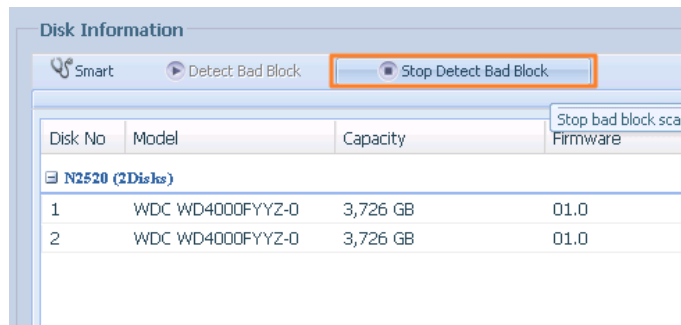 Disk Information
Smart Detect Bad Block Stop Detect Bad Block
Stop bad block sca
Disk No Model Capacity Firmware
N2520 (2Disks)
1 WDC WD4000FYYZ-0 3,726 GB 01.0
2 WDC WD4000FYYZ-0 3,726 GB 01.0